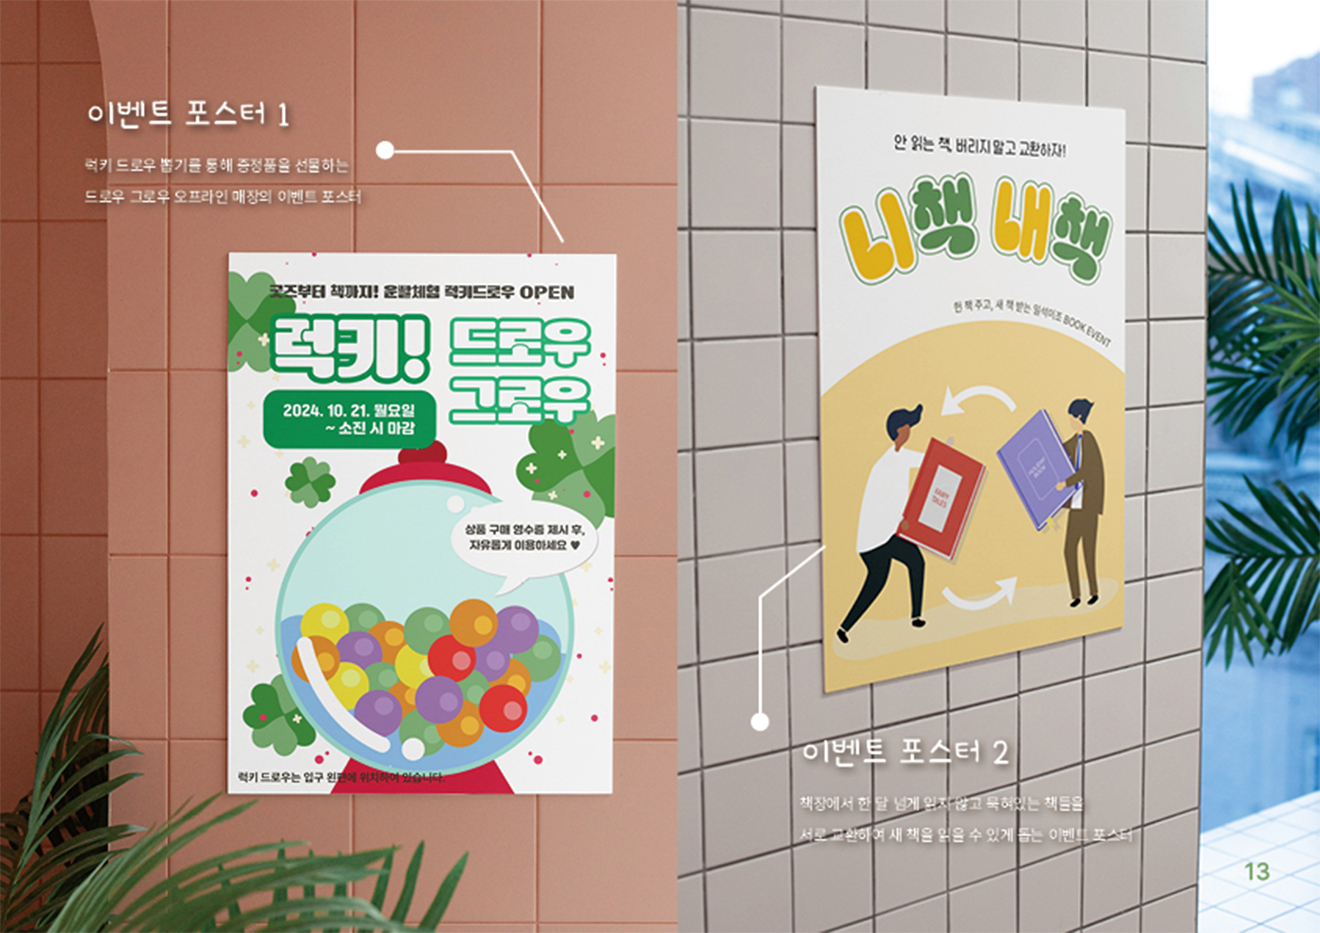 이벤트 포스터 1
럭키 드로우 뽑기를 통해 증정품을 선물하는
드로우 그로우 오프라인 매장의 이벤트 포스터
굿즈부터 책까지! 운빨체험 럭키드로우 OPEN
럭키! 드로우
그로우
2024. 10. 21. 월요일
~ 소진 시 마감
상품 구매 영수증 제시 후,
자유롭게 이용하세요 ♥
럭키 드로우는 입구 왼편에 위치하여 있습니다.
안 읽는 책, 버리지 말고 교환하자!
니책 내책
헌 책 주고, 새 책 받는 일석이조 BOOK EVENT
FAIRY
TALES
HOLIDAY
BOOK
이벤트 포스터 2
책장에서 한 달 넘게 읽지 않고 묵혀있는 책들을
서로 교환하여 새 책을 읽을 수 있게 돕는 이벤트 포스터
13